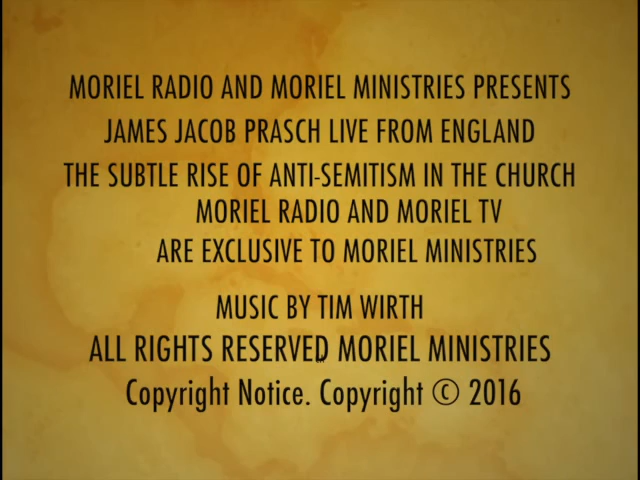 MORIEL RADIO AND MORIEL MINISTRIES PRESENTS
JAMES JACOB PRASCH LIVE FROM ENGLAND
THE SUBTLE RISE OF ANTI-SEMITISM IN THE CHURCH
MORIEL RADIO AND MORIEL TV
ARE EXCLUSIVE TO MORIEL MINISTRIES
MUSIC BY TIM WIRTH
ALL RIGHTS RESERVED MORIEL MINISTRIES
Copyright Notice. Copyright © 2016